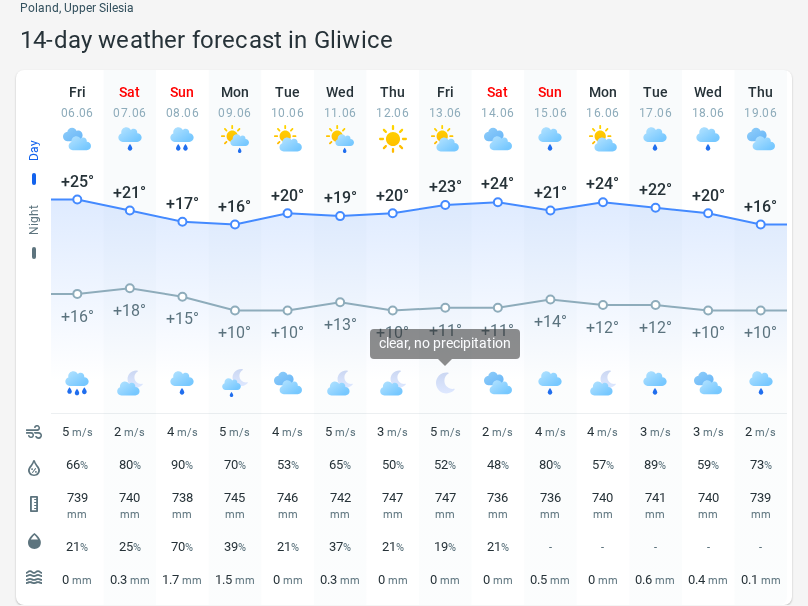 Poland, Upper Silesia
14-day weather forecast in Gliwice
Fri Sat Sun Mon Tue Wed Thu Fri Sat Sun Mon Tue Wed Thu
06.06 07.06 08.06 09.06 10.06 11.06 12.06 13.06 14.06 15.06 16.06 17.06 18.06 19.06
Day
+25° +21° +17° +16° +20° +19° +20° +23° +24° +21° +24° +22° +20° +16°
Night
+16° +18° +15° +10° +10° +13° +10° +11° +11° +14° +12° +12° +10° +10°
clear, no precipitation
5 m/s 2 m/s 4 m/s 5 m/s 4 m/s 5 m/s 3 m/s 5 m/s 2 m/s 4 m/s 4 m/s 3 m/s 3 m/s 2 m/s
66% 80% 90% 70% 53% 65% 50% 52% 48% 80% 57% 89% 59% 73%
739 740 738 745 746 742 747 747 736 736 740 741 740 739
mm mm mm mm mm mm mm mm mm mm mm mm mm mm
21% 25% 70% 39% 21% 37% 21% 19% 21% - - - - -
0 mm 0.3 mm 1.7 mm 1.5 mm 0 mm 0.3 mm 0 mm 0 mm 0 mm 0.5 mm 0 mm 0.6 mm 0.4 mm 0.1 mm